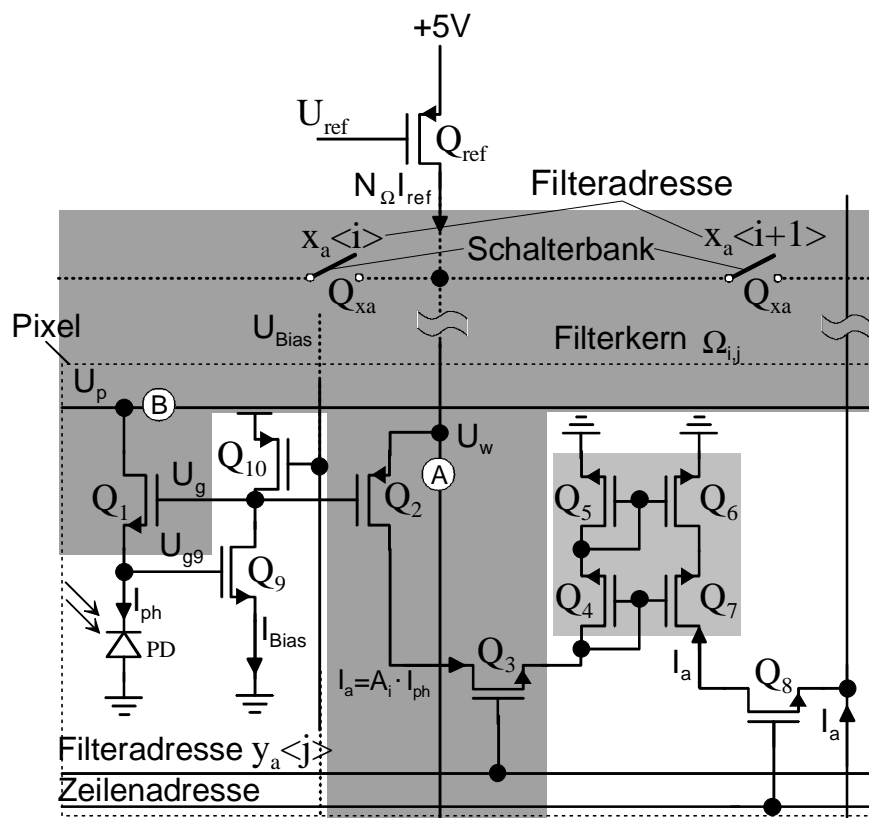 +5V
U_ref
Q_ref
N_Ω I_ref
Filteradresse
x_a<i>
Schalterbank
x_a<i+1>
Q_xa
Q_xa
Pixel
U_Bias
Filterkern Ω_i,j
U_p
B
U_w
A
Q_10
Q_1
U_g
Q_2
Q_5
Q_6
U_g9
Q_9
Q_4
Q_7
I_ph
PD
I_Bias
I_a=A_i·I_ph
Q_3
I_a
Q_8
I_a
Filteradresse y_a<j>
Zeilenadresse